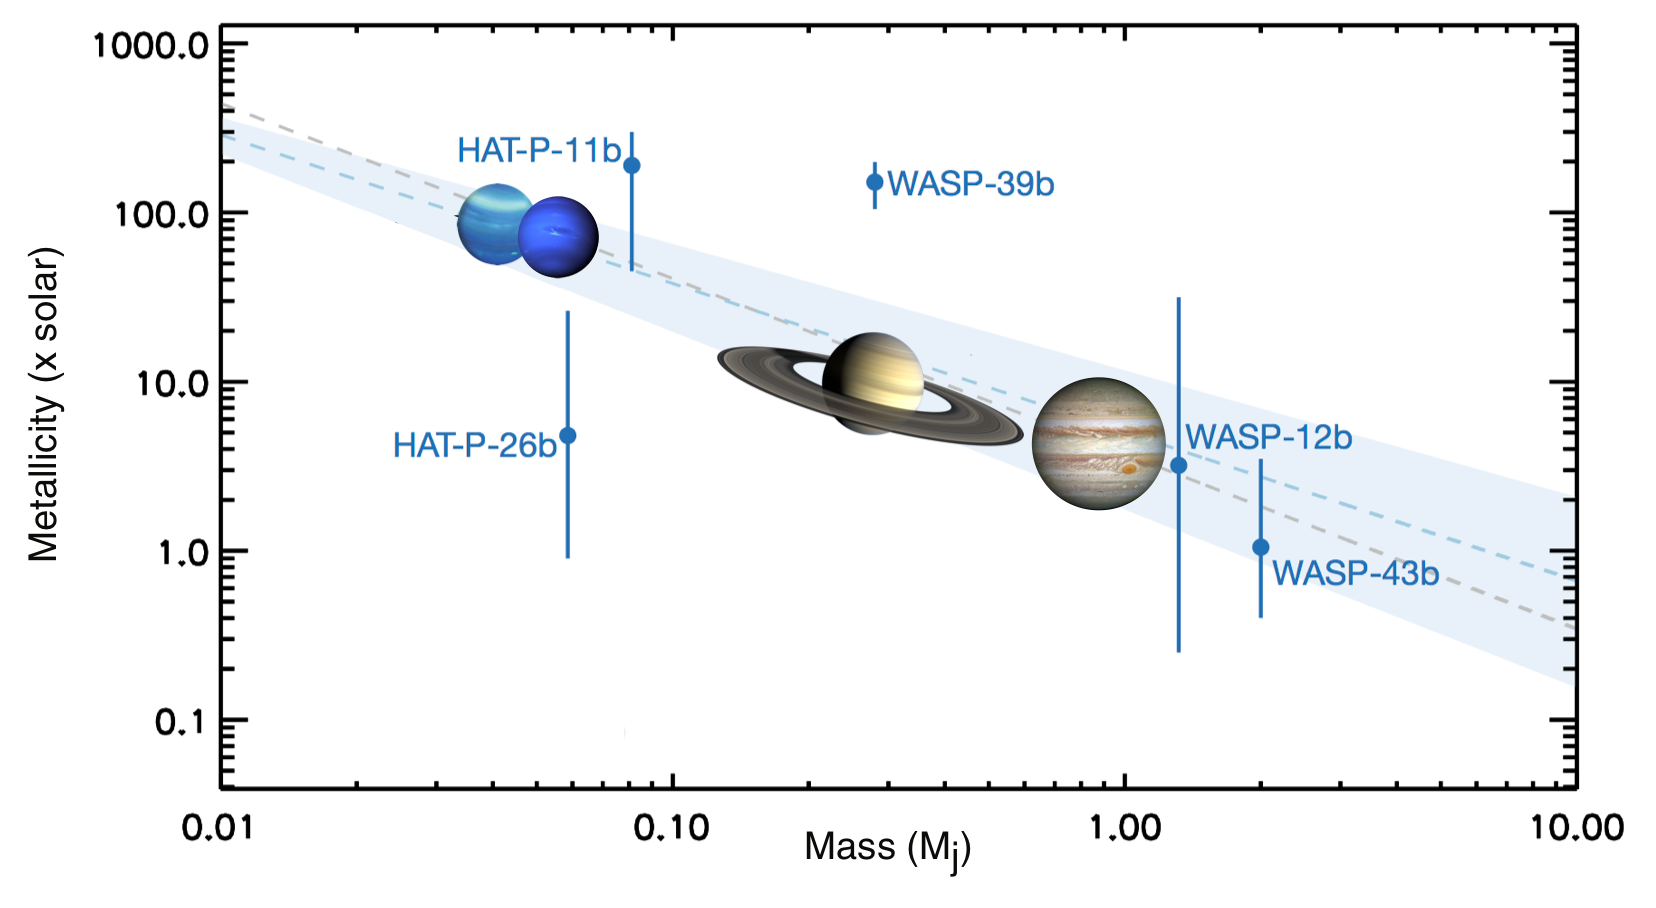 1000.0
100.0
10.0
1.0
0.1
Metallicity (x solar)
HAT-P-11b
WASP-39b
HAT-P-26b
WASP-12b
WASP-43b
0.01
0.10
1.00
10.00
Mass (Mj)